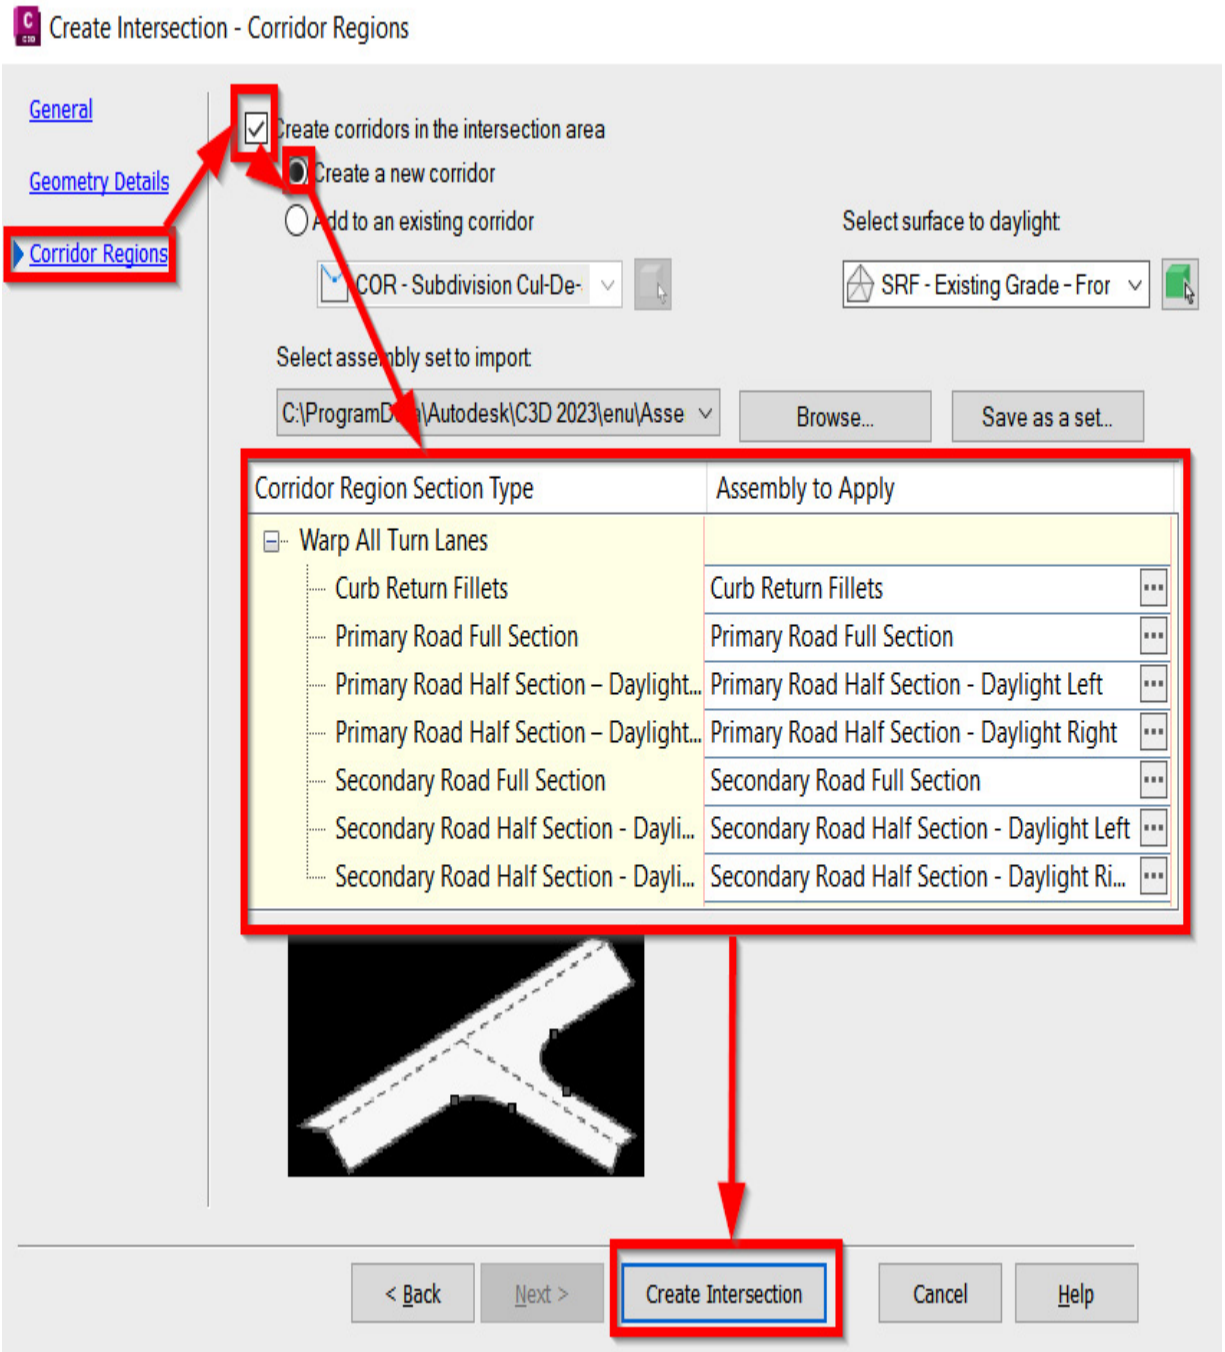 C
C3D
Create Intersection - Corridor Regions
General
Create corridors in the intersection area
Create a new corridor
Geometry Details
Add to an existing corridor
Select surface to daylight:
Corridor Regions
COR - Subdivision Cul-De-
SRF - Existing Grade – Fror
Select assembly set to import:
C:\ProgramData\Autodesk\C3D 2023\enu\Asse
Browse...
Save as a set...
Corridor Region Section Type
Assembly to Apply
Warp All Turn Lanes
Curb Return Fillets
Curb Return Fillets
Primary Road Full Section
Primary Road Full Section
Primary Road Half Section – Daylight...
Primary Road Half Section - Daylight Left
Primary Road Half Section – Daylight...
Primary Road Half Section - Daylight Right
Secondary Road Full Section
Secondary Road Full Section
Secondary Road Half Section - Dayli...
Secondary Road Half Section - Daylight Left
Secondary Road Half Section - Dayli...
Secondary Road Half Section - Daylight Ri...
< Back
Next >
Create Intersection
Cancel
Help